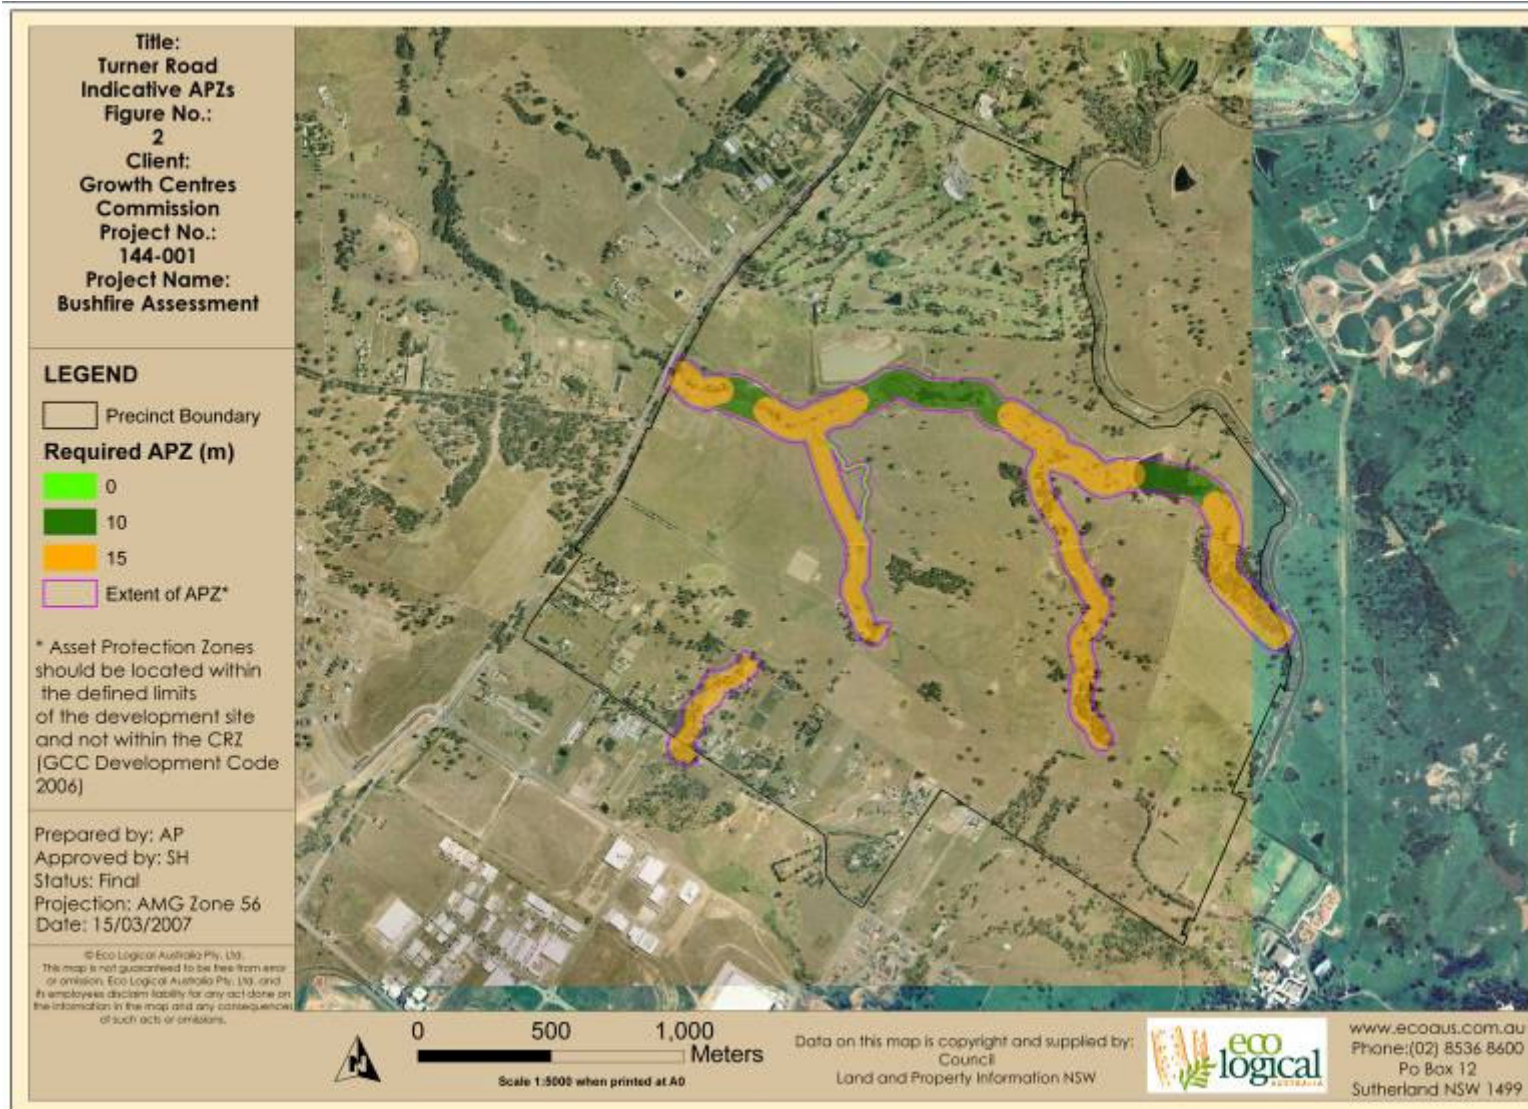 Title:
Turner Road
Indicative APZs
Figure No.:
2
Client:
Growth Centres
Commission
Project No.:
144-001
Project Name:
Bushfire Assessment
LEGEND
Precinct Boundary
Required APZ (m)
0
10
15
Extent of APZ*
* Asset Protection Zones
should be located within
the defined limits
of the development site
and not within the CRZ
(GCC Development Code
2006)
Prepared by: AP
Approved by: SH
Status: Final
Projection: AMG Zone 56
Date: 15/03/2007
© Eco Logical Australia Pty. Ltd.
This map is not guaranteed to be free from error
or omission. Eco Logical Australia Pty. Ltd. and
its employees disclaim liability for any act done on
the information in the map and any consequences
of such acts or omissions.
N
0 500 1,000
Meters
Scale 1:5000 when printed at A0
Data on this map is copyright and supplied by:
Council
Land and Property Information NSW
eco
logical
AUSTRALIA
www.ecoaus.com.au
Phone:(02) 8536 8600
Po Box 12
Sutherland NSW 1499